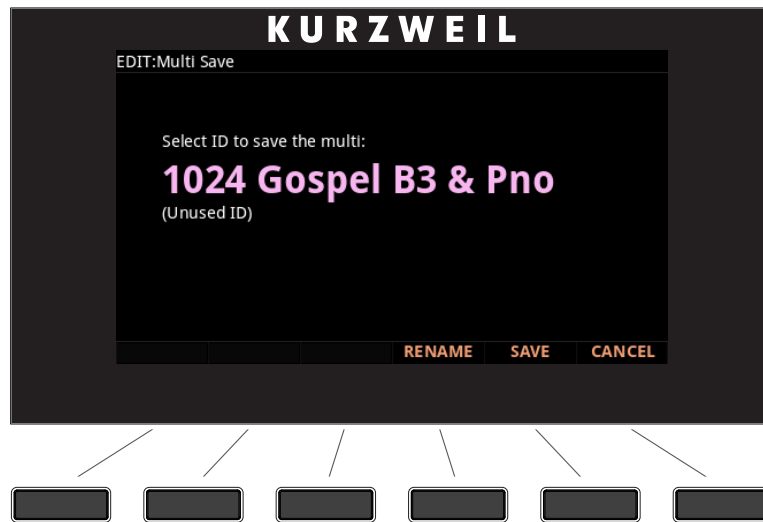 KURZWEIL
EDIT:Multi Save
Select ID to save the multi:
1024 Gospel B3 & Pno
(Unused ID)
RENAME SAVE CANCEL